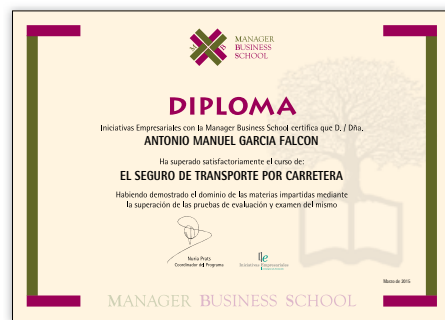 M B
MANAGER
BUSINESS
SCHOOL
DIPLOMA
Iniciativas Empresariales con la Manager Business School certifica que D. / Dña.
ANTONIO MANUEL GARCIA FALCON
Ha superado satisfactoriamente el curso de:
EL SEGURO DE TRANSPORTE POR CARRETERA
Habiendo demostrado el dominio de las materias impartidas mediante
la superación de las pruebas de evaluación y examen del mismo
Nuria Prats
Coordinador del Programa
Iniciativas Empresariales
Marzo de 2015
MANAGER BUSINESS SCHOOL